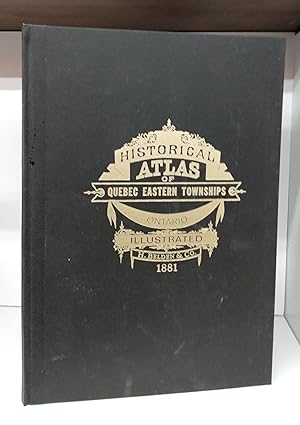 HISTORICAL
ATLAS
OF
QUEBEC EASTERN TOWNSHIPS
ONTARIO
ILLUSTRATED
H. BELDEN & CO.
1881